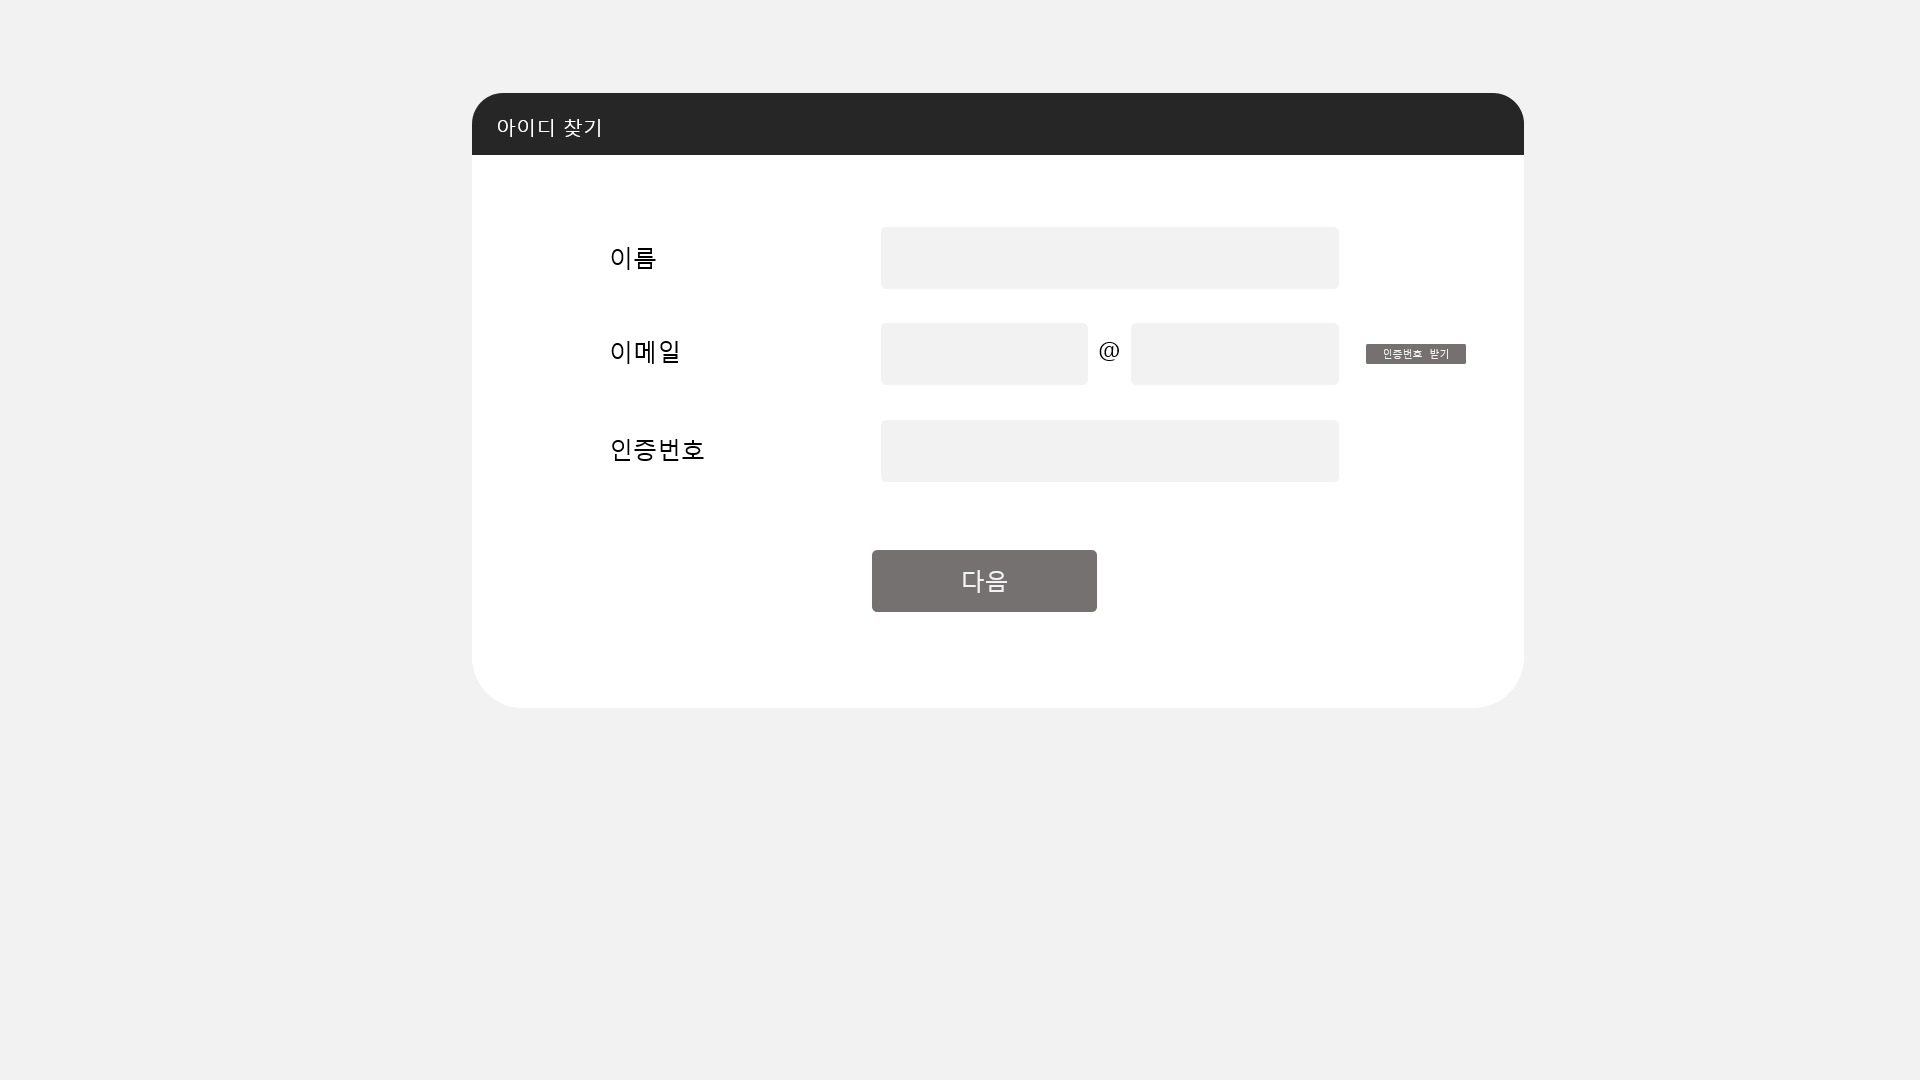 아이디 찾기
이름
이메일
@
인증번호 받기
인증번호
다음